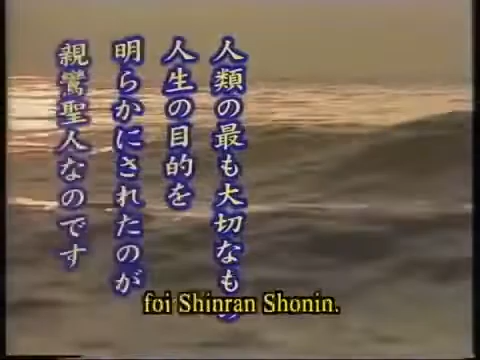 人類の最も大切なもの
人生の目的を
明らかにされたのが
親鸞聖人なのです
foi Shinran Shonin.